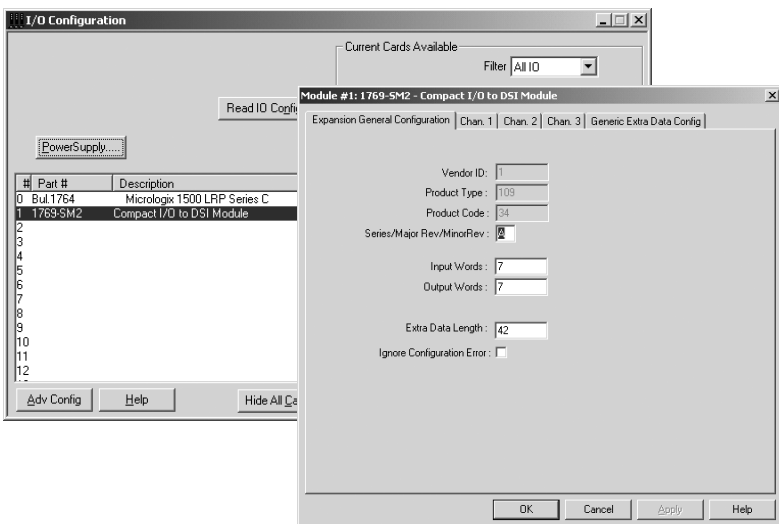 I/O Configuration
Current Cards Available
Filter All IO
Read IO Config
PowerSupply.....
# Part # Description
0 Bul.1764 Micrologix 1500 LRP Series C
1 1769-SM2 Compact I/O to DSI Module
2
3
4
5
6
7
8
9
10
11
12
Adv Config Help Hide All Ca
Module #1: 1769-SM2 - Compact I/O to DSI Module
Expansion General Configuration Chan. 1 Chan. 2 Chan. 3 Generic Extra Data Config
Vendor ID: 1
Product Type : 109
Product Code : 34
Series/Major Rev/MinorRev : A
Input Words : 7
Output Words : 7
Extra Data Length : 42
Ignore Configuration Error :
OK Cancel Apply Help